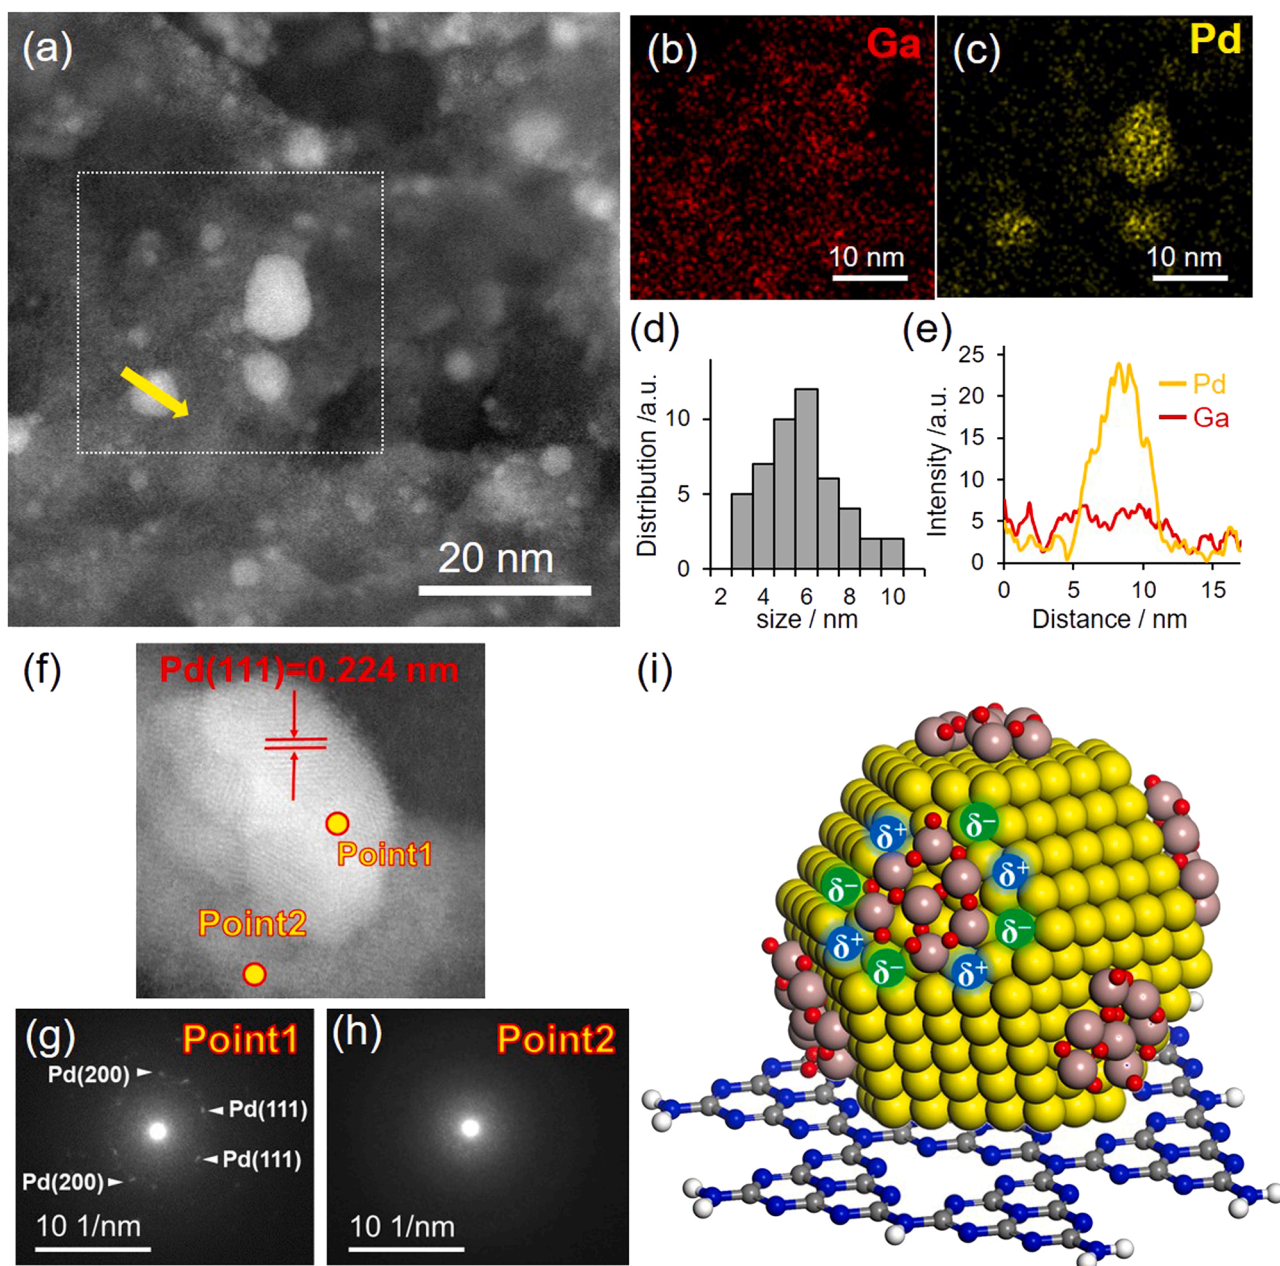 (a)
20 nm
(b)
Ga
10 nm
(c)
Pd
10 nm
(d)
Distribution /a.u.
10
5
0
2 4 6 8 10
size / nm
(e)
Intensity /a.u.
25
20
15
10
5
0
0 5 10 15
Distance / nm
Pd
Ga
(f)
Pd(111)=0.224 nm
Point1
Point2
(g)
Point1
Pd(200)
Pd(111)
Pd(111)
Pd(200)
10 1/nm
(h)
Point2
10 1/nm
(i)
δ+
δ−
δ+
δ−
δ−
δ+
δ−
δ+